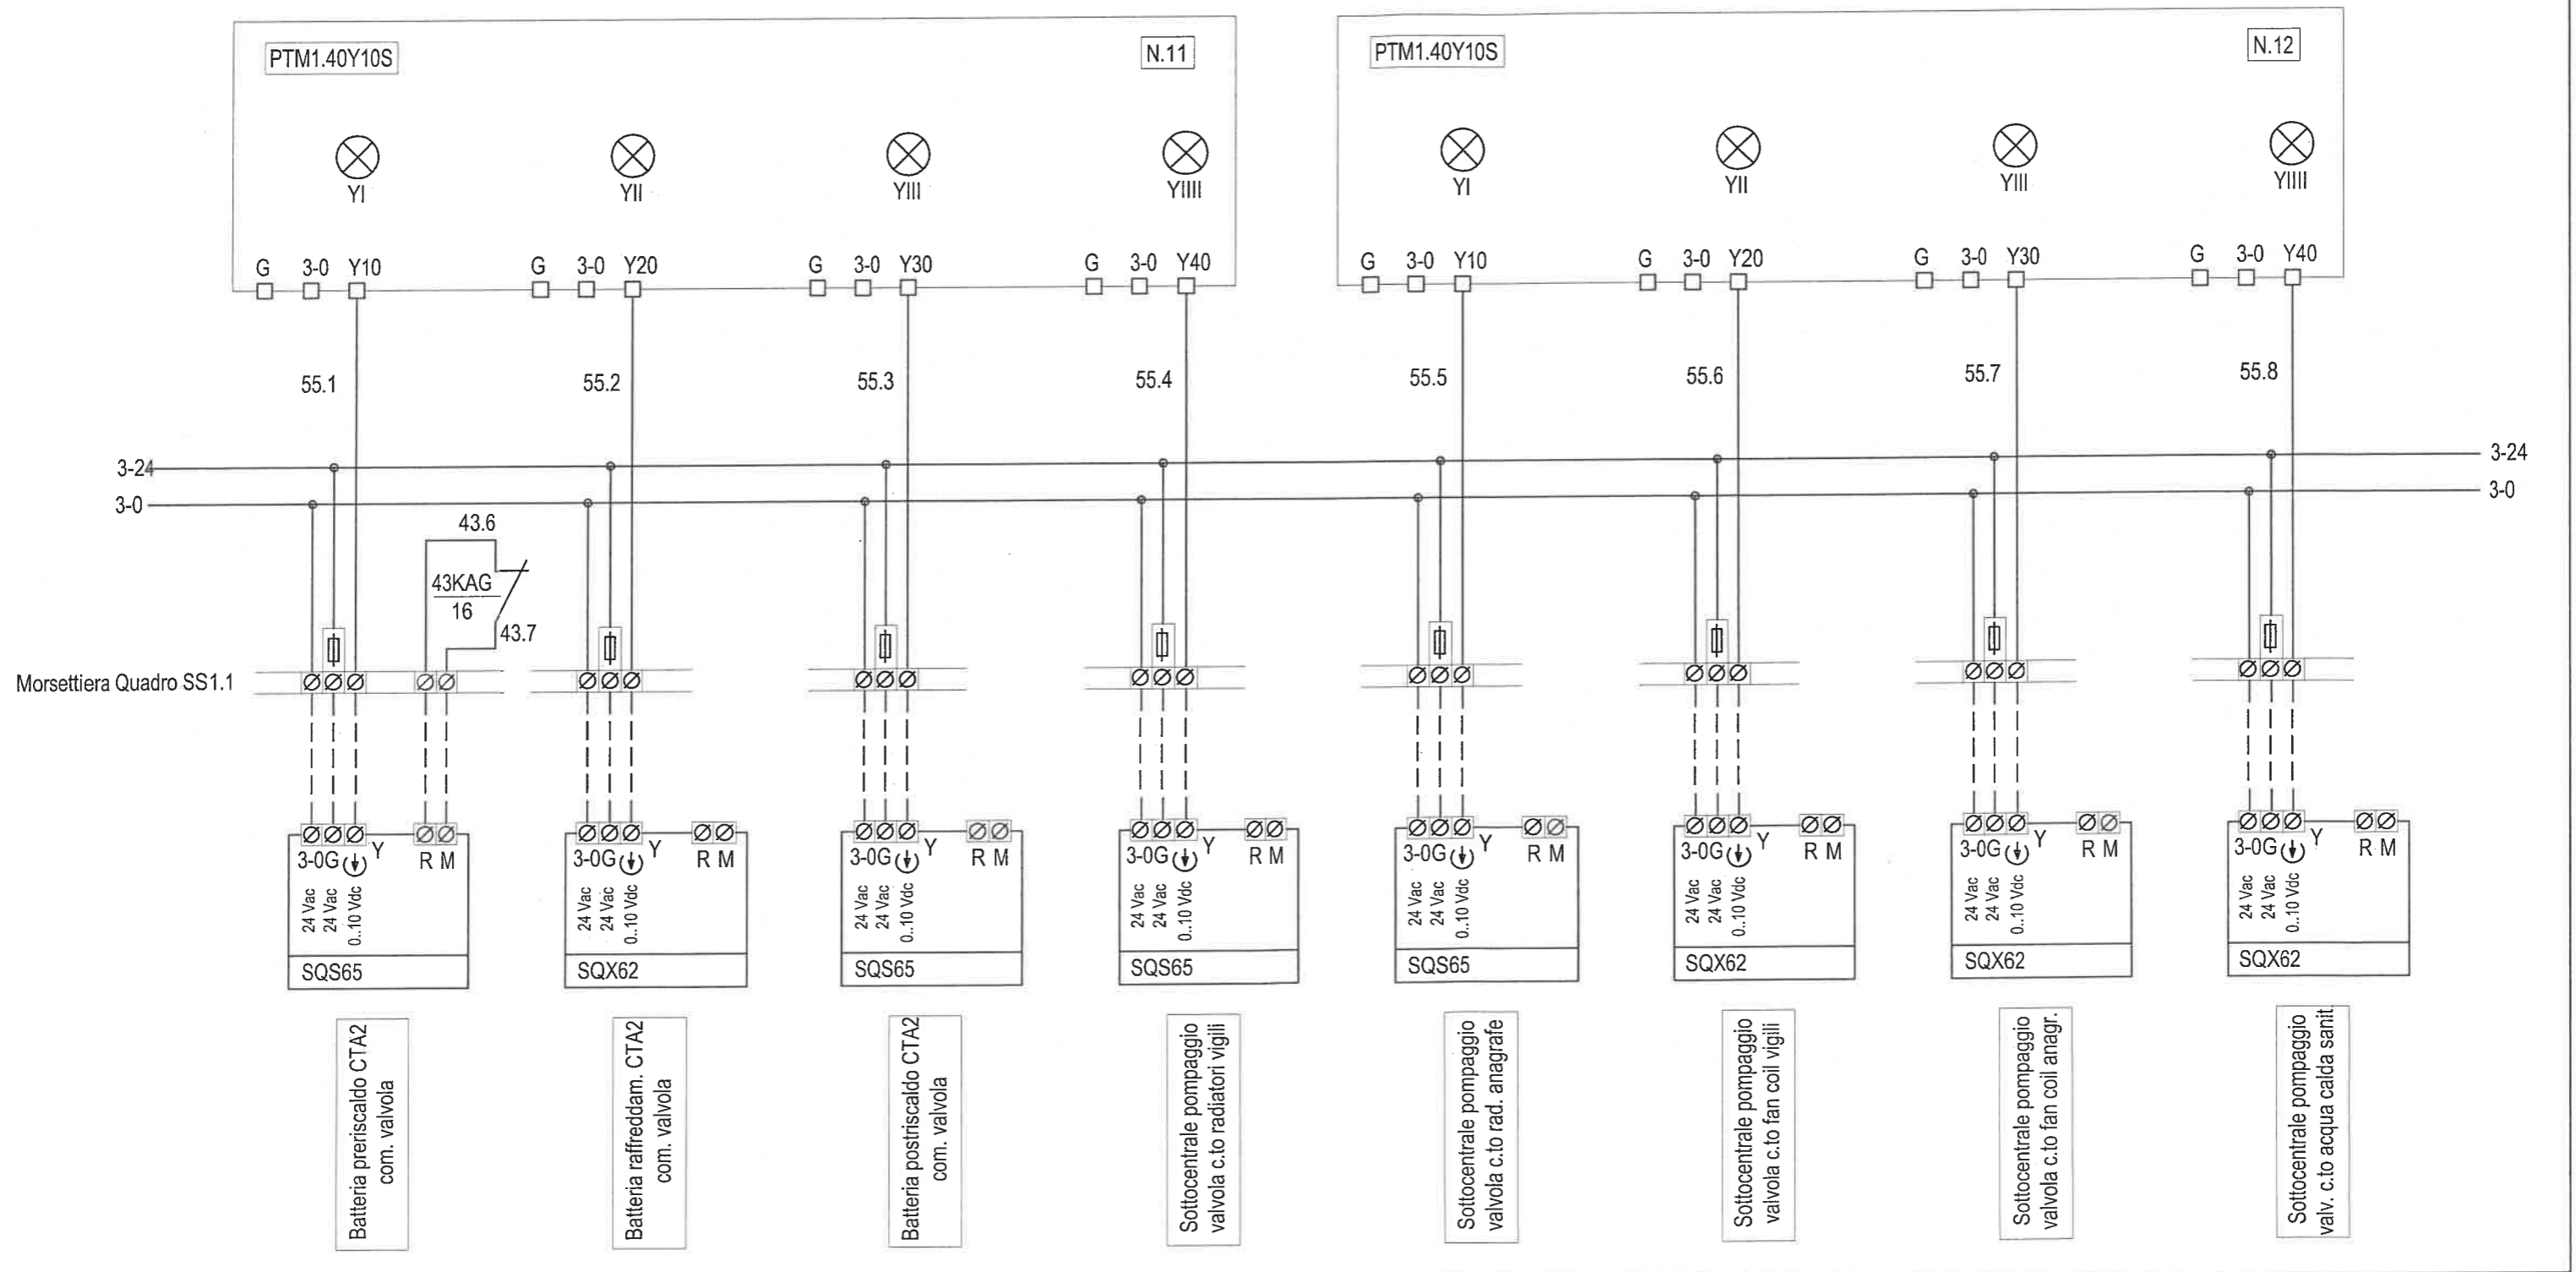 PTM1.40Y10S
N.11
PTM1.40Y10S
N.12
YI
YII
YIII
YIIII
YI
YII
YIII
YIIII
G 3-0 Y10
G 3-0 Y20
G 3-0 Y30
G 3-0 Y40
G 3-0 Y10
G 3-0 Y20
G 3-0 Y30
G 3-0 Y40
55.1
55.2
55.3
55.4
55.5
55.6
55.7
55.8
3-24
3-24
3-0
3-0
43.6
43KAG
16
43.7
Morsettiera Quadro SS1.1
3-0G Y R M
24 Vac
24 Vac
0..10 Vdc
SQS65
3-0G Y R M
24 Vac
24 Vac
0..10 Vdc
SQX62
3-0G Y R M
24 Vac
24 Vac
0..10 Vdc
SQS65
3-0G Y R M
24 Vac
24 Vac
0..10 Vdc
SQS65
3-0G Y R M
24 Vac
24 Vac
0..10 Vdc
SQS65
3-0G Y R M
24 Vac
24 Vac
0..10 Vdc
SQX62
3-0G Y R M
24 Vac
24 Vac
0..10 Vdc
SQX62
3-0G Y R M
24 Vac
24 Vac
0..10 Vdc
SQX62
Batteria preriscaldo CTA2
com. valvola
Batteria raffreddam. CTA2
com. valvola
Batteria postriscaldo CTA2
com. valvola
Sottocentrale pompaggio
valvola c.to radiatori vigili
Sottocentrale pompaggio
valvola c.to rad. anagrafe
Sottocentrale pompaggio
valvola c.to fan coil vigili
Sottocentrale pompaggio
valvola c.to fan coil anagr.
Sottocentrale pompaggio
valv. c.to acqua calda sanit.